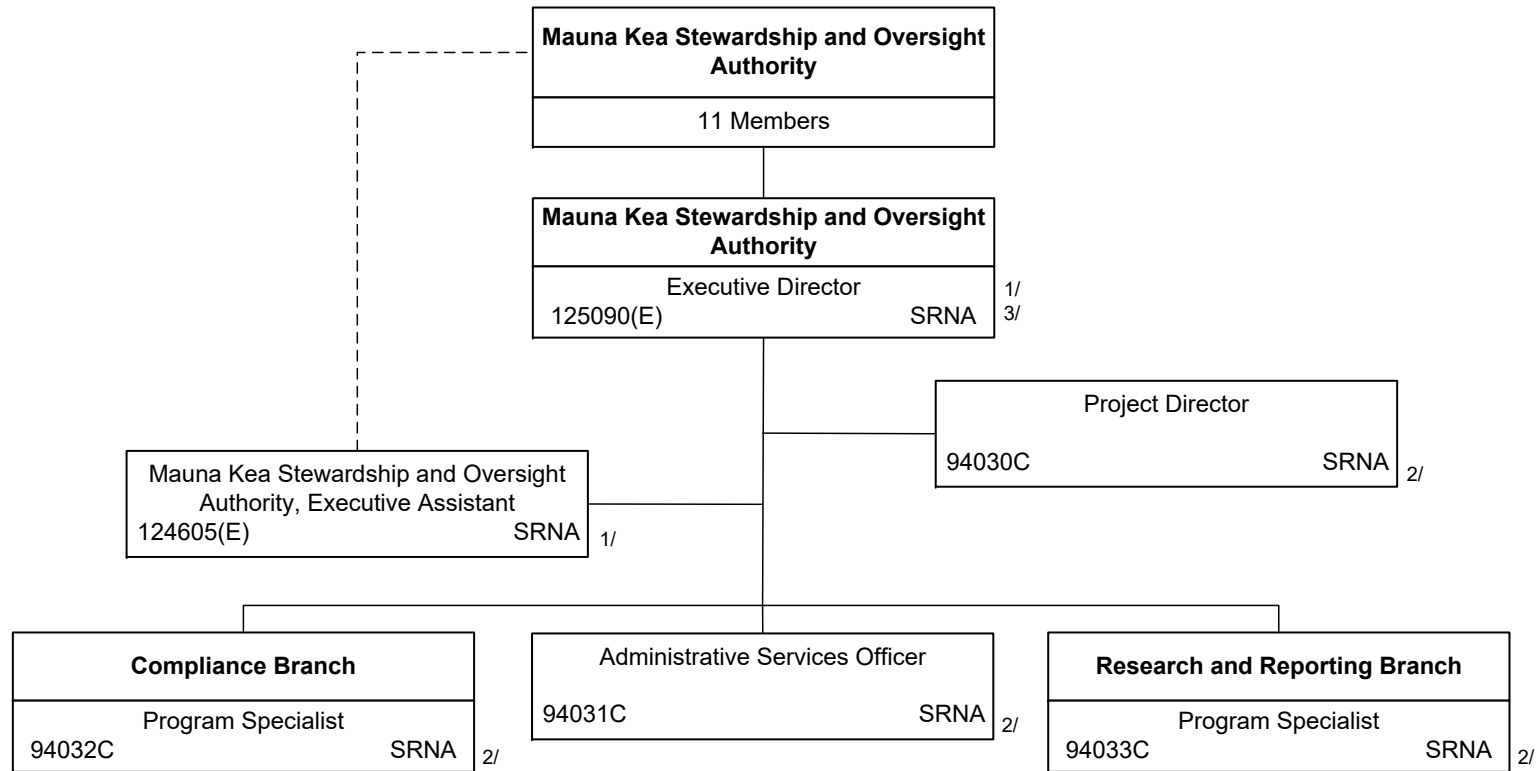 Mauna Kea Stewardship and Oversight
Authority
11 Members
Mauna Kea Stewardship and Oversight
Authority
Executive Director
125090(E) SRNA
1/
3/
Project Director
94030C SRNA 2/
Mauna Kea Stewardship and Oversight
Authority, Executive Assistant
124605(E) SRNA 1/
Compliance Branch
Program Specialist
94032C SRNA 2/
Administrative Services Officer
94031C SRNA 2/
Research and Reporting Branch
Program Specialist
94033C SRNA 2/